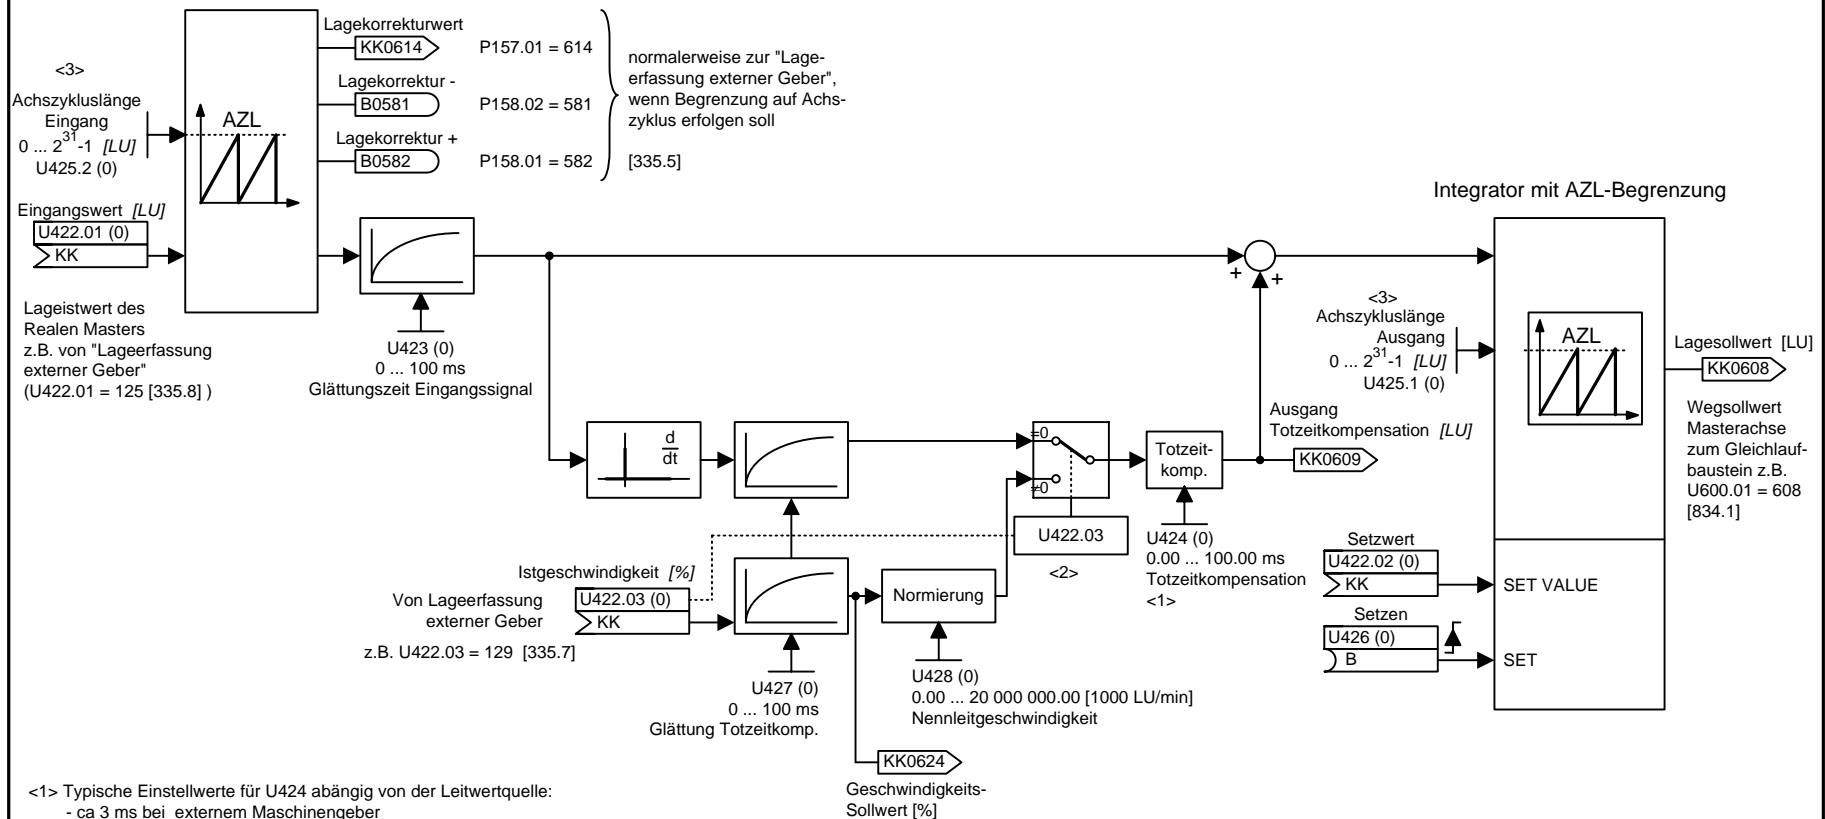 Lagekorrekturwert
KK0614
P157.01 = 614
Lagekorrektur -
B0581
P158.02 = 581
Lagekorrektur +
B0582
P158.01 = 582
normalerweise zur "Lage-
erfassung externer Geber",
wenn Begrenzung auf Achs-
zyklus erfolgen soll
[335.5]
<3>
Achszykluslänge
Eingang
0 ... 2^31-1 [LU]
U425.2 (0)
AZL
Eingangswert [LU]
U422.01 (0)
KK
Lageistwert des
Realen Masters
z.B. von "Lageerfassung
externer Geber"
(U422.01 = 125 [335.8] )
U423 (0)
0 ... 100 ms
Glättungszeit Eingangssignal
+
+
Integrator mit AZL-Begrenzung
<3>
Achszykluslänge
Ausgang
0 ... 2^31-1 [LU]
U425.1 (0)
AZL
Lagesollwert [LU]
KK0608
Wegsollwert
Masterachse
zum Gleichlauf-
baustein z.B.
U600.01 = 608
[834.1]
d
dt
=0
≠0
Totzeit-
komp.
Ausgang
Totzeitkompensation [LU]
KK0609
U422.03
<2>
U424 (0)
0.00 ... 100.00 ms
Totzeitkompensation
<1>
Istgeschwindigkeit [%]
Von Lageerfassung
externer Geber
U422.03 (0)
KK
z.B. U422.03 = 129 [335.7]
U427 (0)
0 ... 100 ms
Glättung Totzeitkomp.
Normierung
U428 (0)
0.00 ... 20 000 000.00 [1000 LU/min]
Nennleitgeschwindigkeit
KK0624
Geschwindigkeits-
Sollwert [%]
Setzwert
U422.02 (0)
KK
SET VALUE
Setzen
U426 (0)
B
SET
<1> Typische Einstellwerte für U424 abängig von der Leitwertquelle:
- ca 3 ms bei externem Maschinengeber